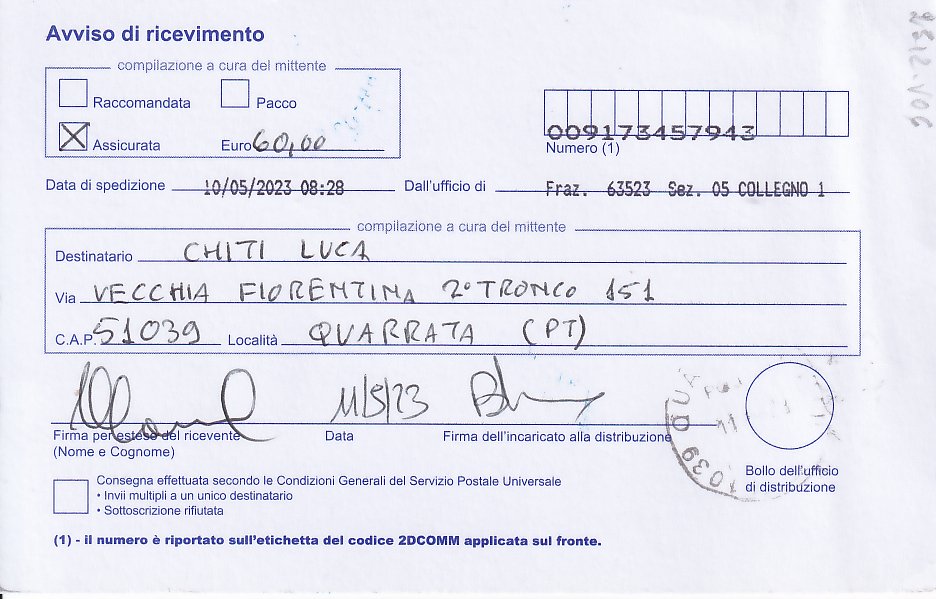 Avviso di ricevimento
compilazione a cura del mittente
Raccomandata Pacco
Assicurata Euro 60,00
009173457943
Numero (1)
Data di spedizione 10/05/2023 08:28 Dall'ufficio di Fraz. 63523 Sez. 05 COLLEGNO 1
compilazione a cura del mittente
Destinatario CHITI LUCA
Via VECCHIA FIORENTINA 2° TRONCO 151
C.A.P. 51039 Località QUARRATA (PT)
11/5/23
Firma per esteso del ricevente Data Firma dell'incaricato alla distribuzione
(Nome e Cognome)
Bollo dell'ufficio
di distribuzione
Consegna effettuata secondo le Condizioni Generali del Servizio Postale Universale
• Invii multipli a un unico destinatario
• Sottoscrizione rifiutata
(1) - il numero è riportato sull'etichetta del codice 2DCOMM applicata sul fronte.